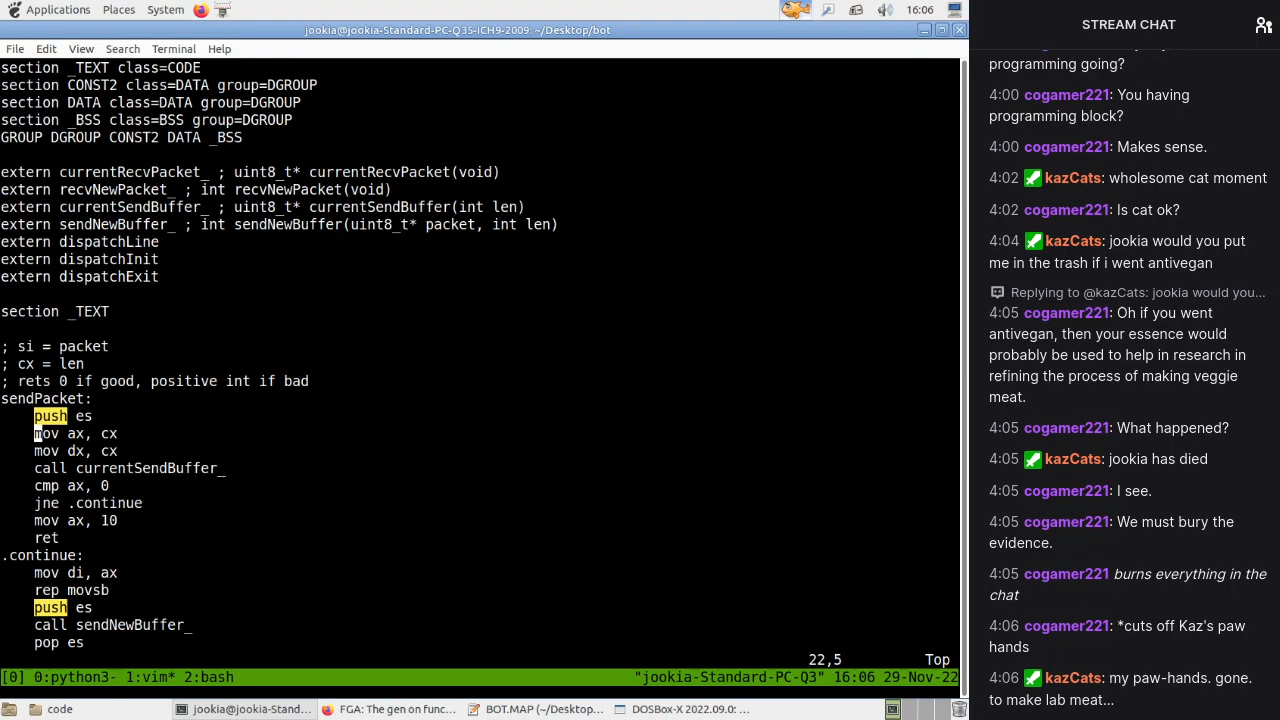 Applications Places System 16:06
jookia@jookia-Standard-PC-Q35-ICH9-2009: ~/Desktop/bot
File Edit View Search Terminal Help
section _TEXT class=CODE
section CONST2 class=DATA group=DGROUP
section DATA class=DATA group=DGROUP
section _BSS class=BSS group=DGROUP
GROUP DGROUP CONST2 DATA _BSS
extern currentRecvPacket_ ; uint8_t* currentRecvPacket(void)
extern recvNewPacket_ ; int recvNewPacket(void)
extern currentSendBuffer_ ; uint8_t* currentSendBuffer(int len)
extern sendNewBuffer_ ; int sendNewBuffer(uint8_t* packet, int len)
extern dispatchLine
extern dispatchInit
extern dispatchExit
section _TEXT
; si = packet
; cx = len
; rets 0 if good, positive int if bad
sendPacket:
push es
mov ax, cx
mov dx, cx
call currentSendBuffer_
cmp ax, 0
jne .continue
mov ax, 10
ret
.continue:
mov di, ax
rep movsb
push es
call sendNewBuffer_
pop es
22,5 Top
[0] 0:python3- 1:vim* 2:bash "jookia-Standard-PC-Q3" 16:06 29-Nov-22
code jookia@jookia-Stand... FGA: The gen on func... BOT.MAP (~/Desktop... DOSBox-X 2022.09.0: ...
STREAM CHAT
programming going?
4:00 cogamer221: You having
programming block?
4:00 cogamer221: Makes sense.
4:02 kazCats: wholesome cat moment
4:02 cogamer221: Is cat ok?
4:04 kazCats: jookia would you put
me in the trash if i went antivegan
Replying to @kazCats: jookia would you...
4:05 cogamer221: Oh if you went
antivegan, then your essence would
probably be used to help in research in
refining the process of making veggie
meat.
4:05 cogamer221: What happened?
4:05 kazCats: jookia has died
4:05 cogamer221: I see.
4:05 cogamer221: We must bury the
evidence.
4:05 cogamer221 burns everything in the
chat
4:06 cogamer221: *cuts off Kaz's paw
hands
4:06 kazCats: my paw-hands. gone.
to make lab meat...